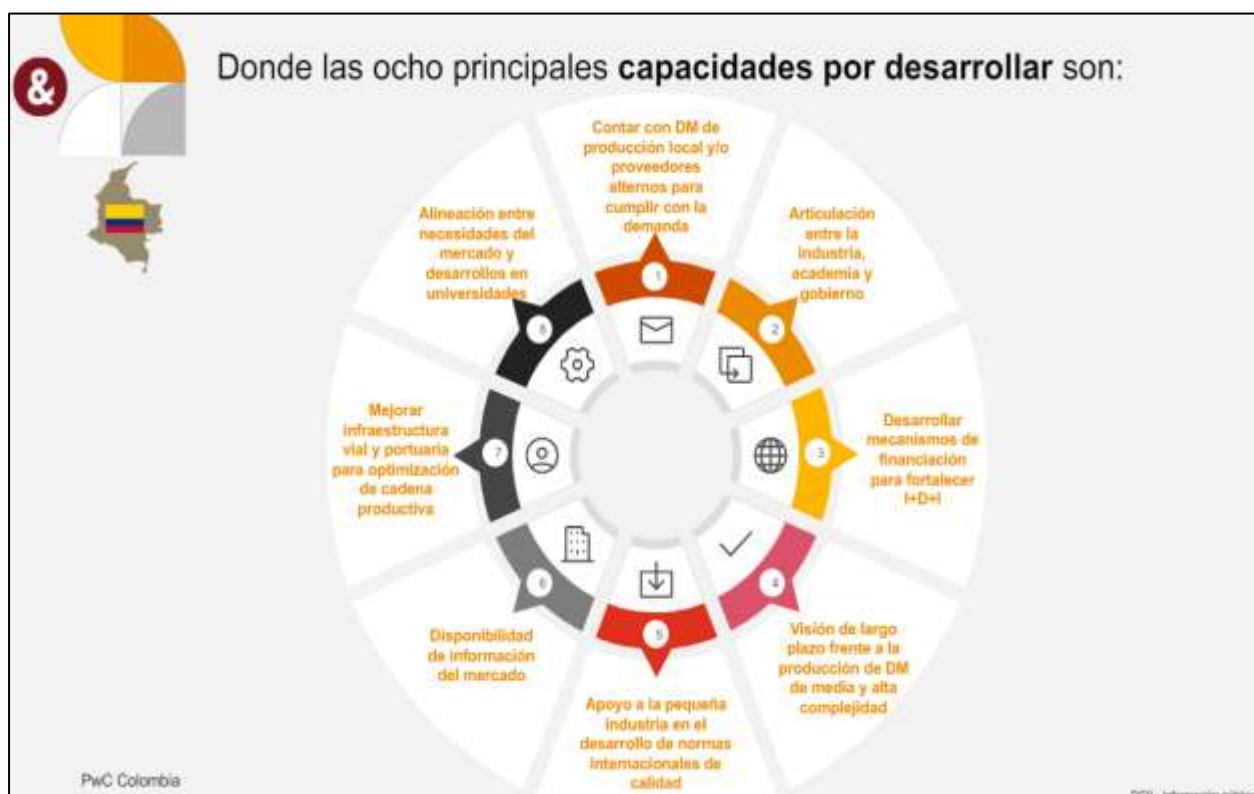 &
Donde las ocho principales capacidades por desarrollar son:
Contar con DM de
producción local y/o
proveedores
alternos para
cumplir con la
demanda
1
Articulación
entre la
industria,
academia y
gobierno
2
Desarrollar
mecanismos de
financiación
para fortalecer
I+D+I
3
Visión de largo
plazo frente a la
producción de DM
de media y alta
complejidad
4
Apoyo a la pequeña
industria en el
desarrollo de normas
internacionales de
calidad
5
Disponibilidad
de información
del mercado
6
Mejorar
infraestructura
vial y portuaria
para optimización
de cadena
productiva
7
Alineación entre
necesidades del
mercado y
desarrollos en
universidades
8
PwC Colombia